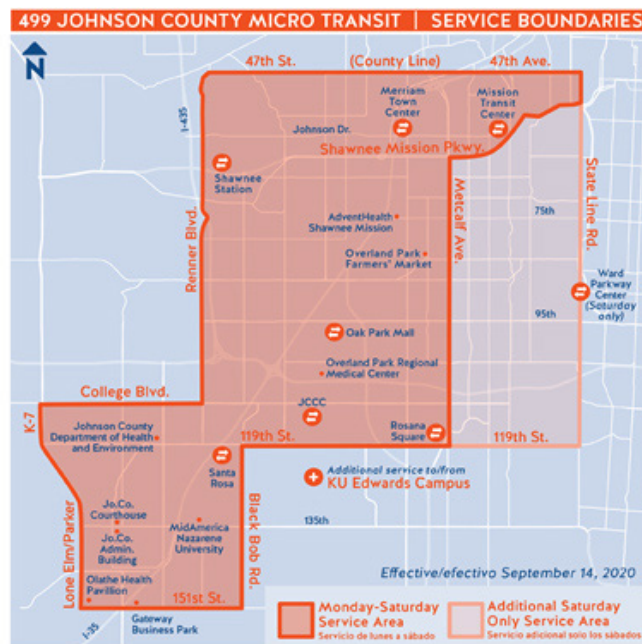 499 JOHNSON COUNTY MICRO TRANSIT | SERVICE BOUNDARIES
N
47th St.
(County Line)
47th Ave.
I-435
Merriam
Town
Center
Mission
Transit
Center
Johnson Dr.
Shawnee Mission Pkwy.
Shawnee
Station
Renner Blvd.
Metcalf Ave.
State Line Rd.
AdventHealth
Shawnee Mission
75th
Overland Park
Farmers' Market
Ward
Parkway
Center
(Saturday
only)
95th
Oak Park Mall
Overland Park Regional
Medical Center
College Blvd.
K-7
JCCC
Johnson County
Department of Health
and Environment
119th St.
Rosana
Square
119th St.
Santa
Rosa
Additional service to/from
KU Edwards Campus
Lone Elm/Parker
Black Bob Rd.
Jo.Co.
Courthouse
Jo.Co.
Admin.
Building
MidAmerica
Nazarene
University
135th
Olathe Health
Pavillion
151st St.
I-35
Gateway
Business Park
Effective/efectivo September 14, 2020
Monday-Saturday
Service Area
Servicio de lunes a sábado
Additional Saturday
Only Service Area
Servicio adicional solo los sábados